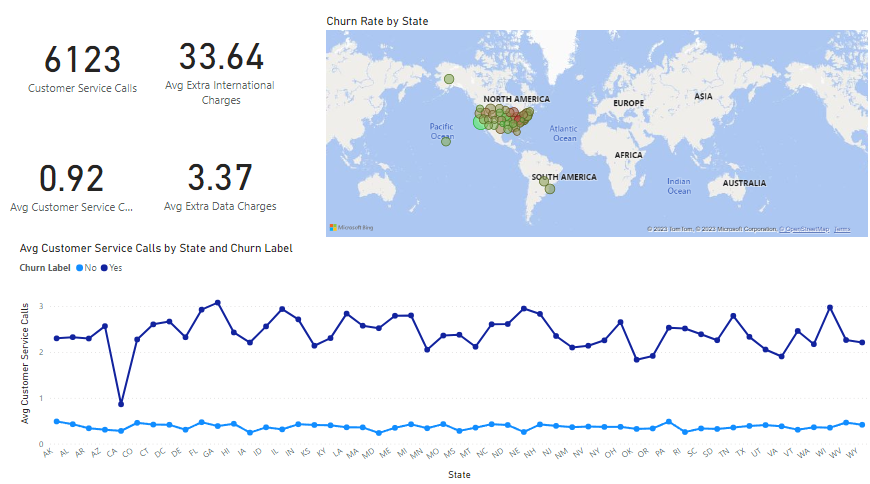 Churn Rate by State
6123
Customer Service Calls
33.64
Avg Extra International
Charges
0.92
Avg Customer Service C...
3.37
Avg Extra Data Charges
NORTH AMERICA
EUROPE
ASIA
Pacific
Ocean
Atlantic
Ocean
AFRICA
SOUTH AMERICA
Indian
Ocean
AUSTRALIA
Microsoft Bing
© 2023 TomTom, © 2023 Microsoft Corporation, © OpenStreetMap Terms
Avg Customer Service Calls by State and Churn Label
Churn Label No Yes
Avg Customer Service Calls
3
2
1
0
AK AL AR AZ CA CO CT DC DE FL GA HI IA ID IL IN KS KY LA MA MD ME MI MN MO MS MT NC ND NE NH NJ NM NV NY OH OK OR PA RI SC SD TN TX UT VA VT WA WI WV WY
State